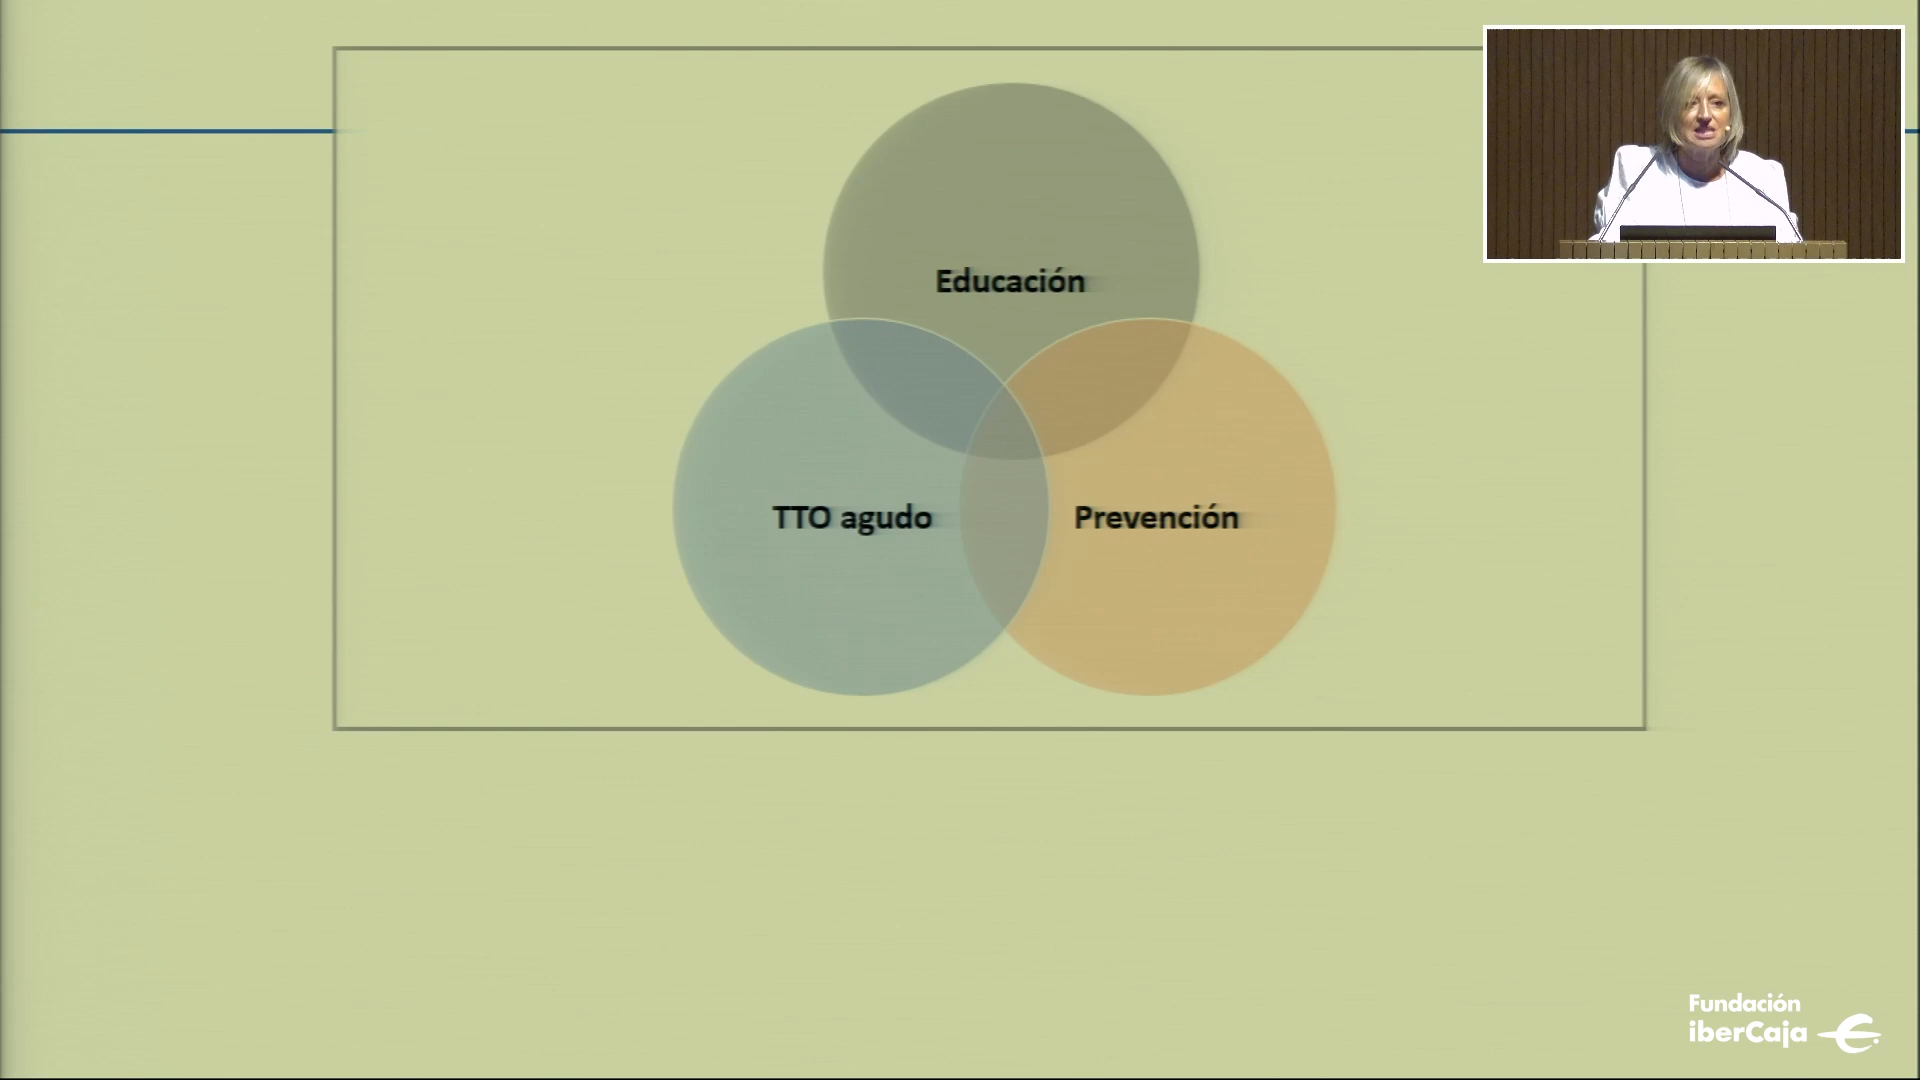 Educación
TTO agudo
Prevención
Fundación
iberCaja